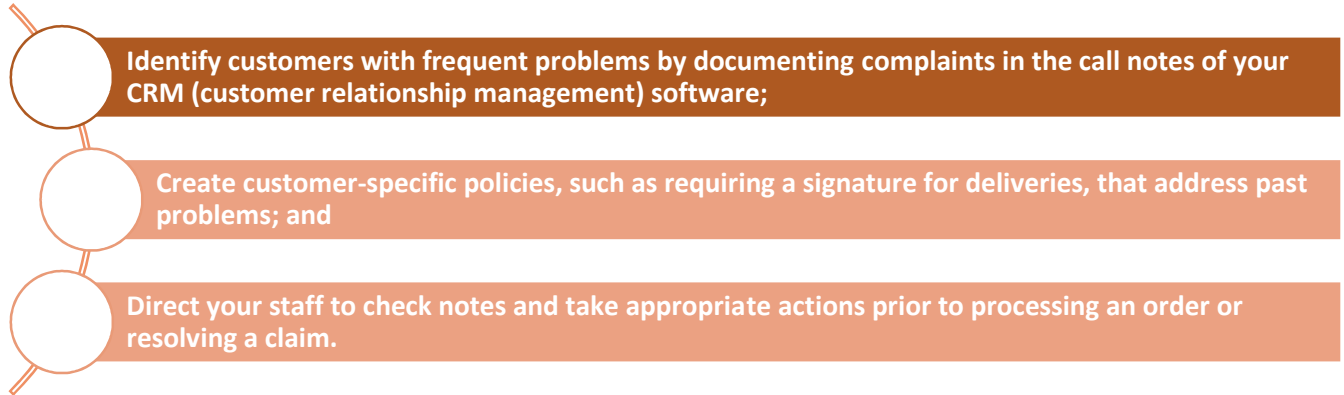 Identify customers with frequent problems by documenting complaints in the call notes of your
CRM (customer relationship management) software;
Create customer-specific policies, such as requiring a signature for deliveries, that address past
problems; and
Direct your staff to check notes and take appropriate actions prior to processing an order or
resolving a claim.